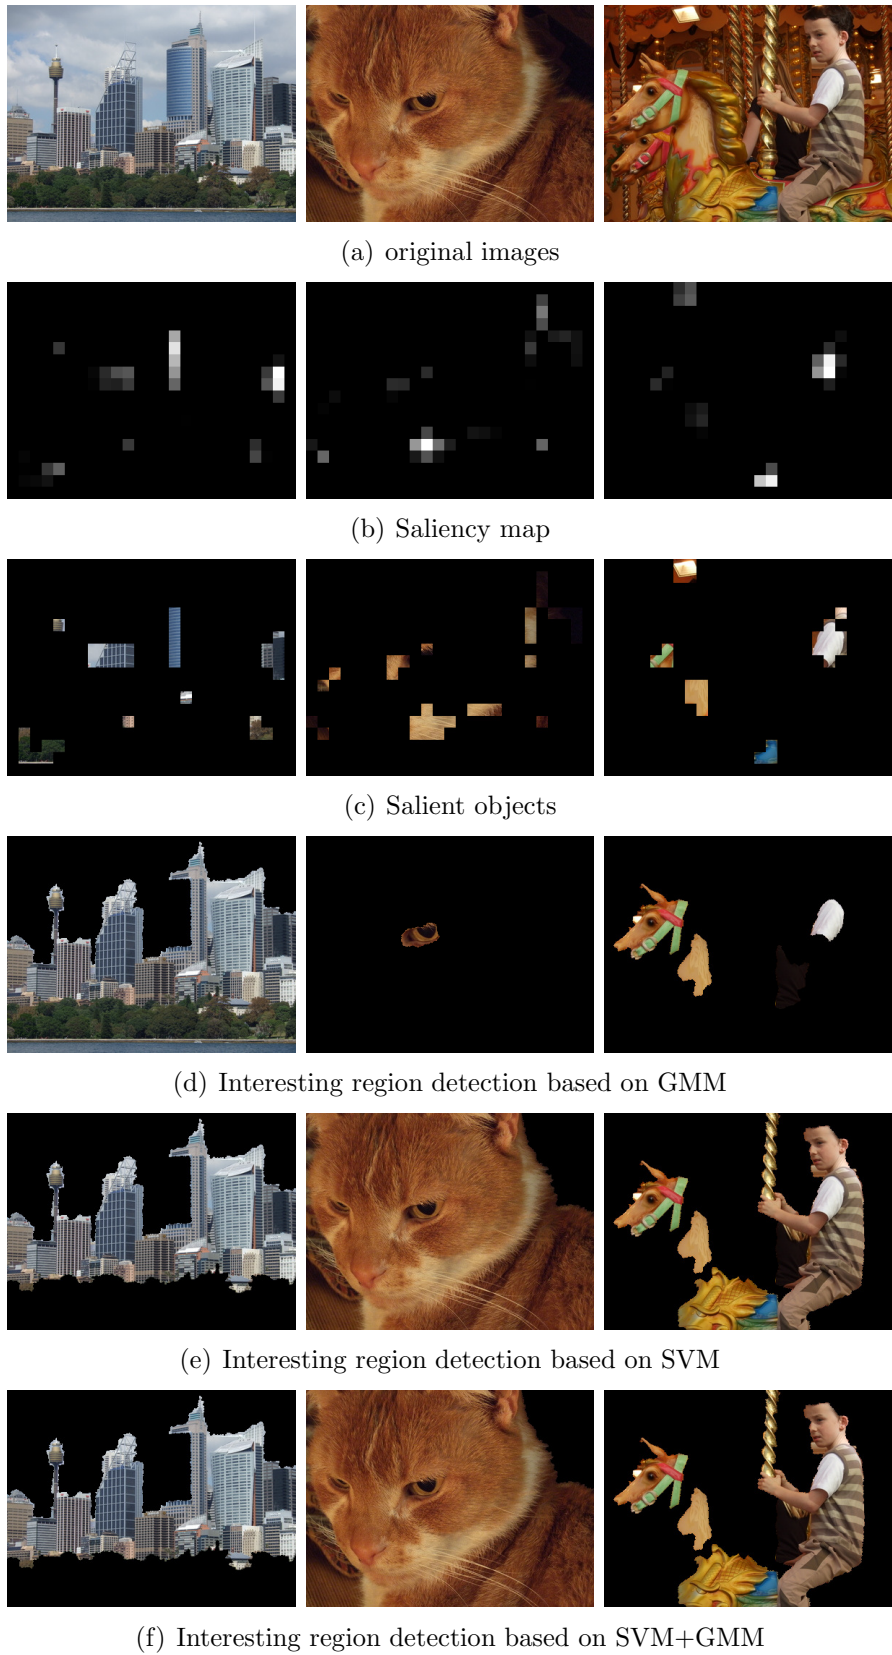 (a) original images
(b) Saliency map
(c) Salient objects
(d) Interesting region detection based on GMM
(e) Interesting region detection based on SVM
(f) Interesting region detection based on SVM+GMM